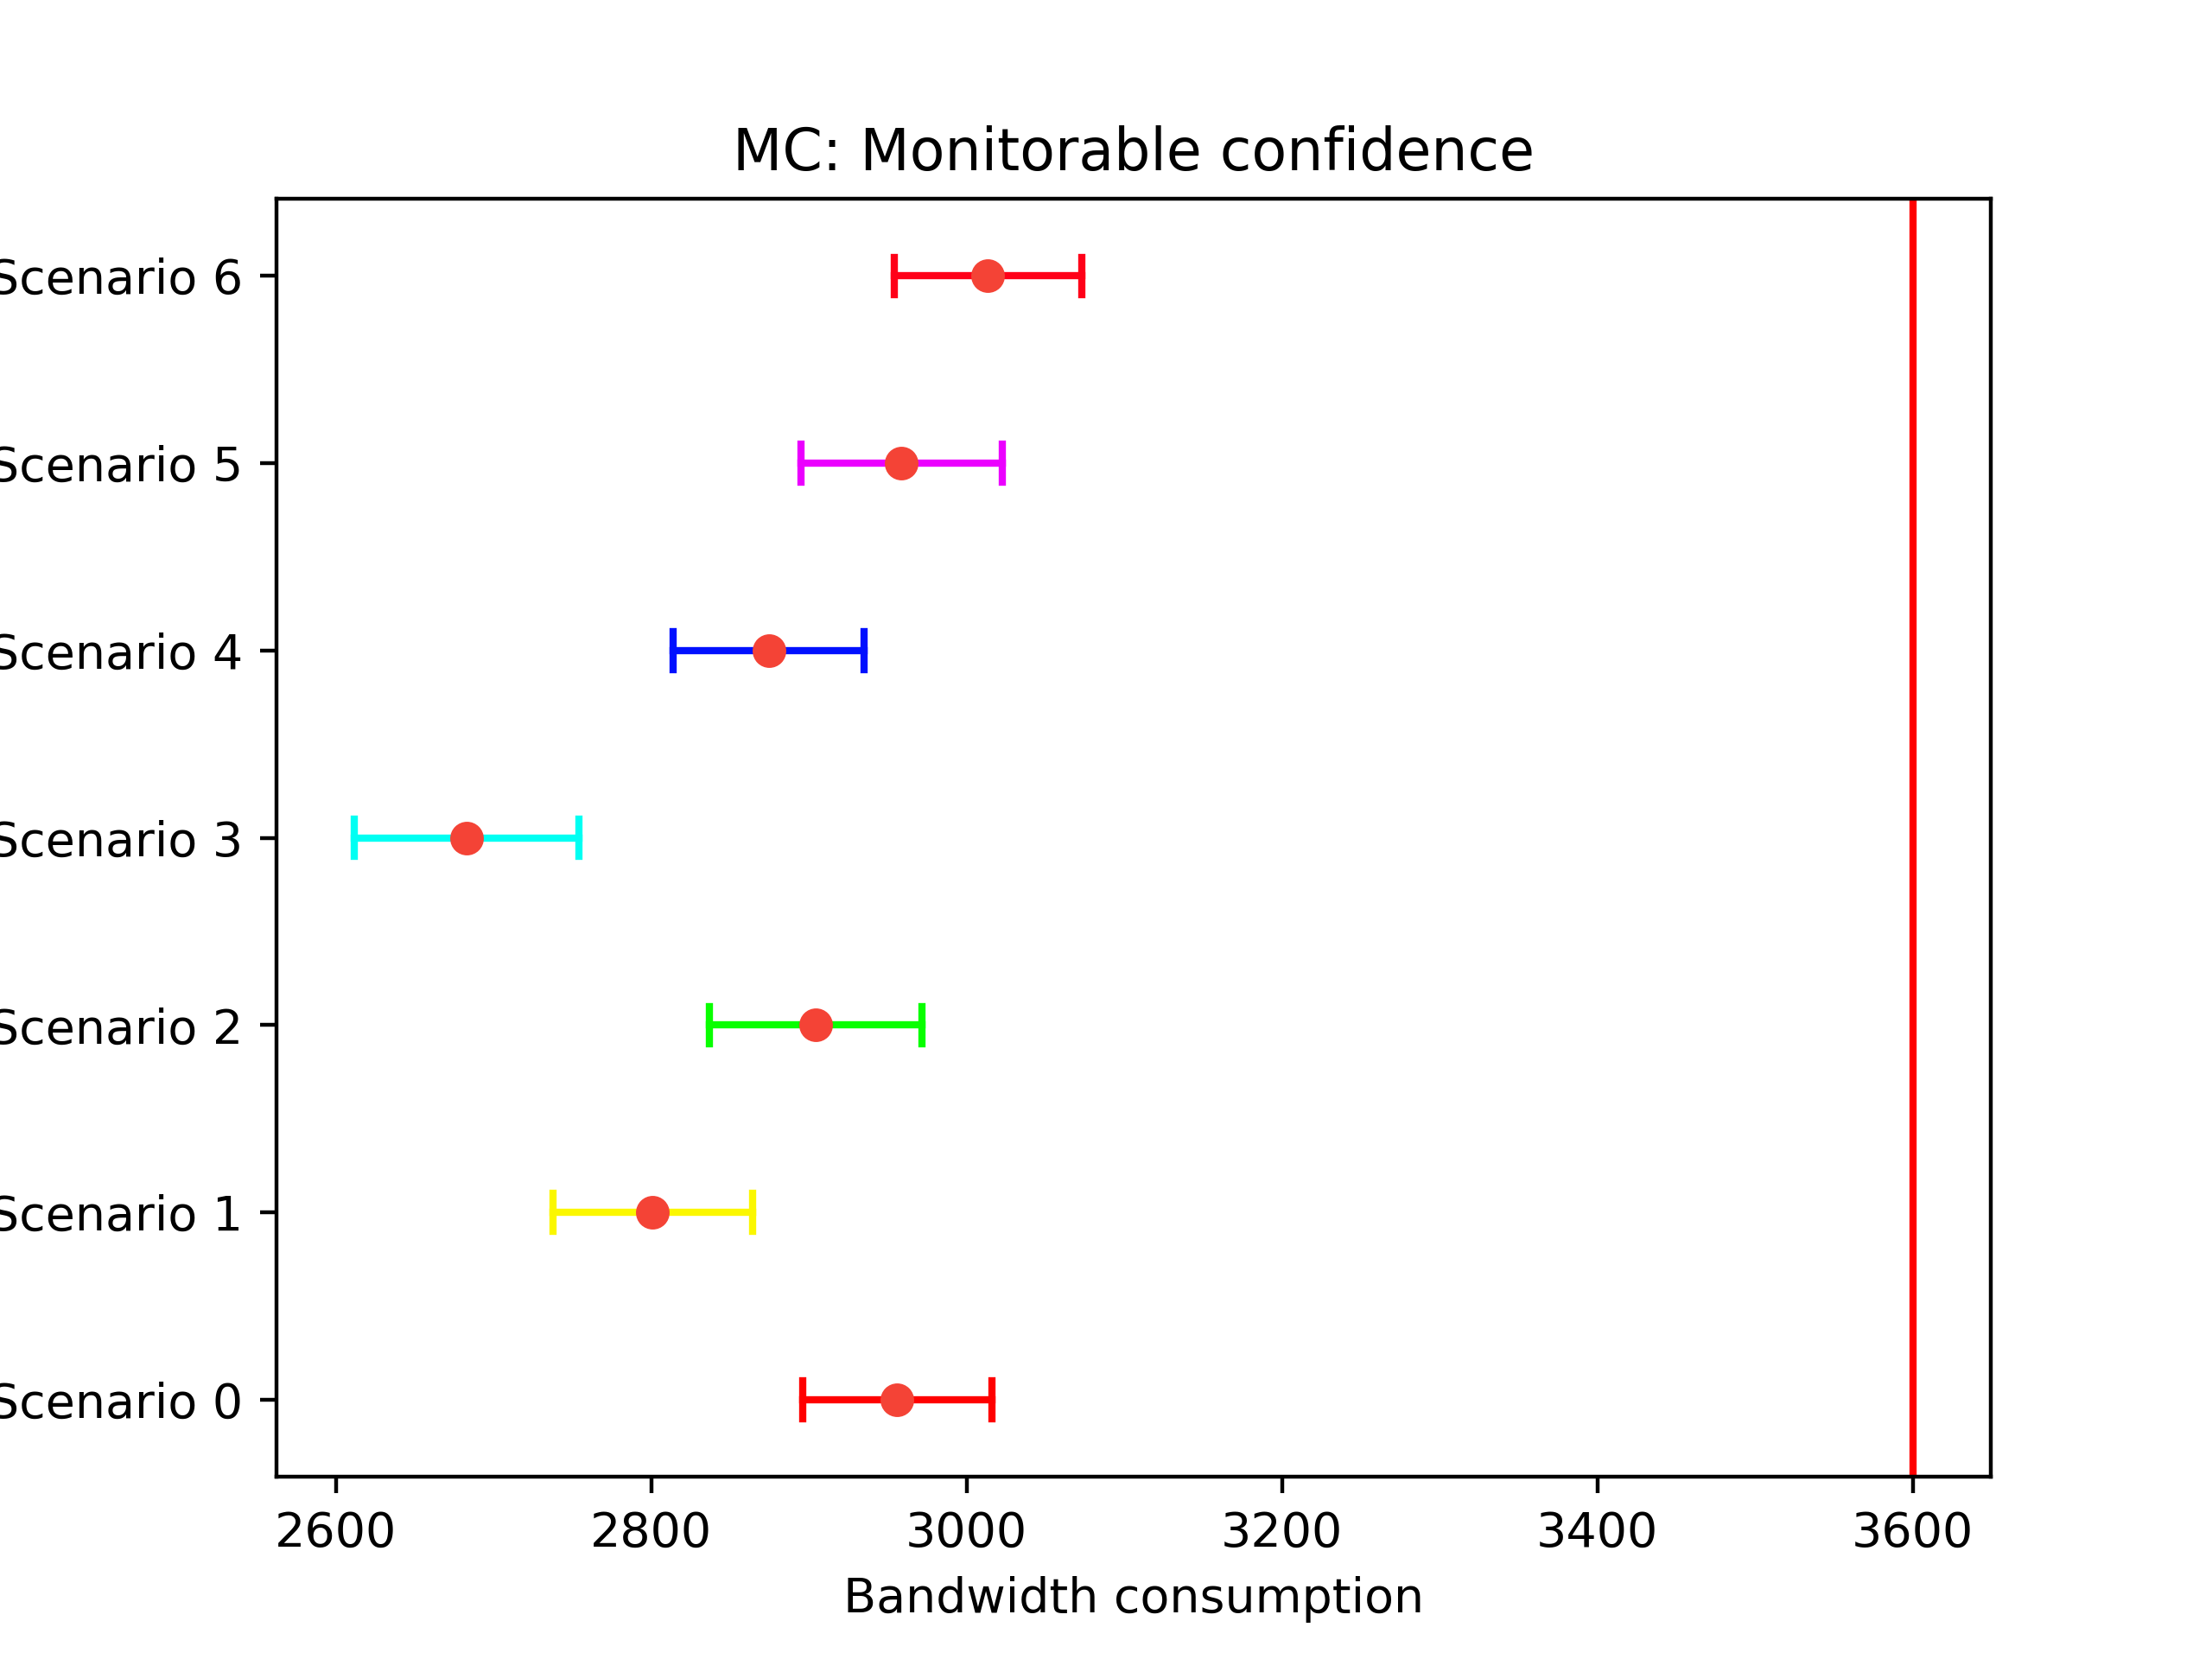 MC: Monitorable confidence
Scenario 6
Scenario 5
Scenario 4
Scenario 3
Scenario 2
Scenario 1
Scenario 0
2600 2800 3000 3200 3400 3600
Bandwidth consumption